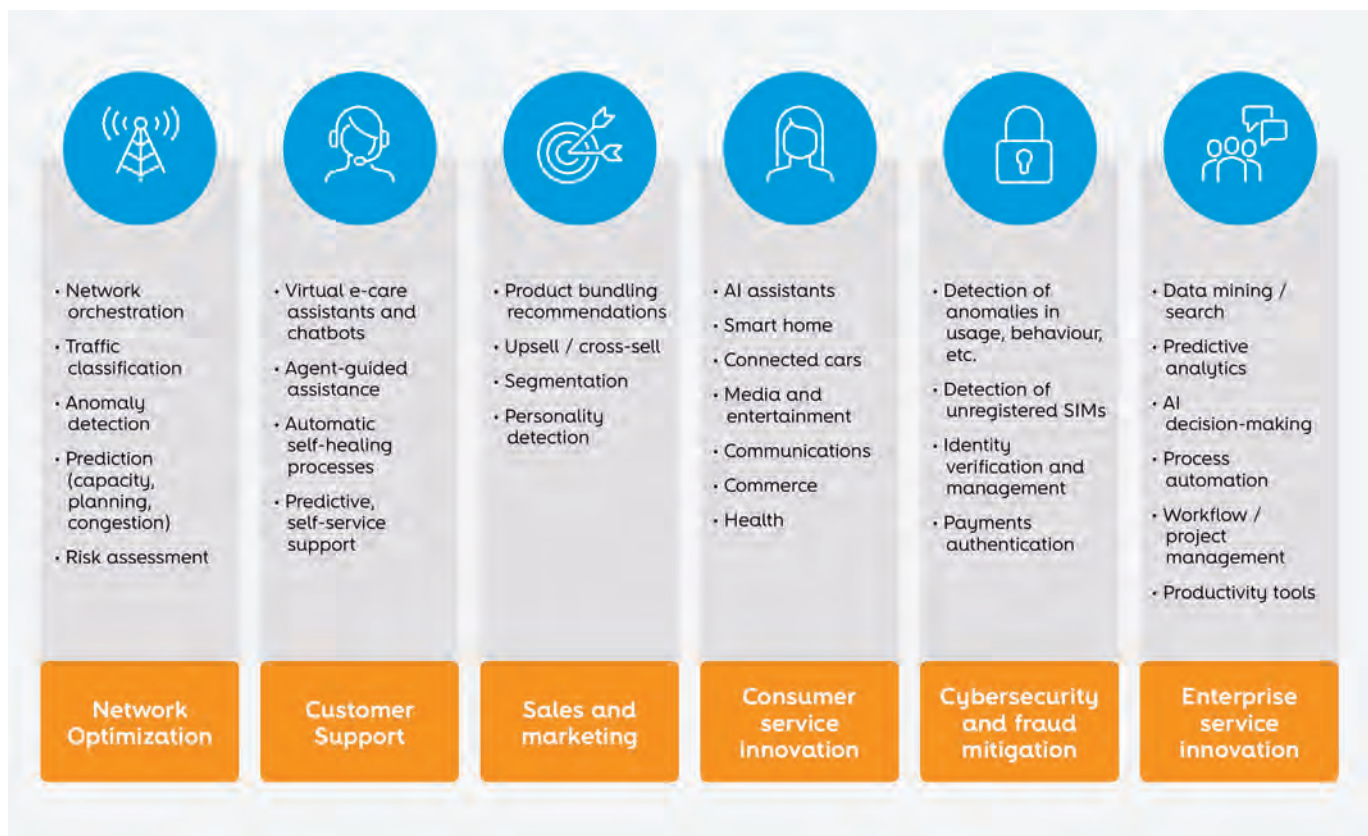 • Network
orchestration
• Traffic
classification
• Anomaly
detection
• Prediction
(capacity,
planning,
congestion)
• Risk assessment
Network
Optimization
• Virtual e-care
assistants and
chatbots
• Agent-guided
assistance
• Automatic
self-healing
processes
• Predictive,
self-service
support
Customer
Support
• Product bundling
recommendations
• Upsell / cross-sell
• Segmentation
• Personality
detection
Sales and
marketing
• AI assistants
• Smart home
• Connected cars
• Media and
entertainment
• Communications
• Commerce
• Health
Consumer
service
innovation
• Detection of
anomalies in
usage, behaviour,
etc.
• Detection of
unregistered SIMs
• Identity
verification and
management
• Payments
authentication
Cybersecurity
and fraud
mitigation
• Data mining /
search
• Predictive
analytics
• AI
decision-making
• Process
automation
• Workflow /
project
management
• Productivity tools
Enterprise
service
innovation